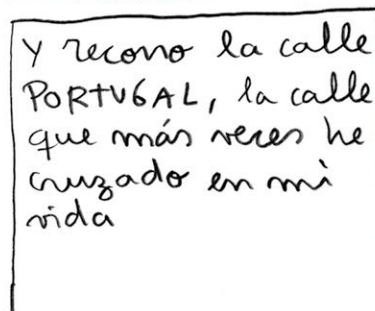 Y recorro la calle
PORTUGAL, la calle
que más veces he
cruzado en mi
vida